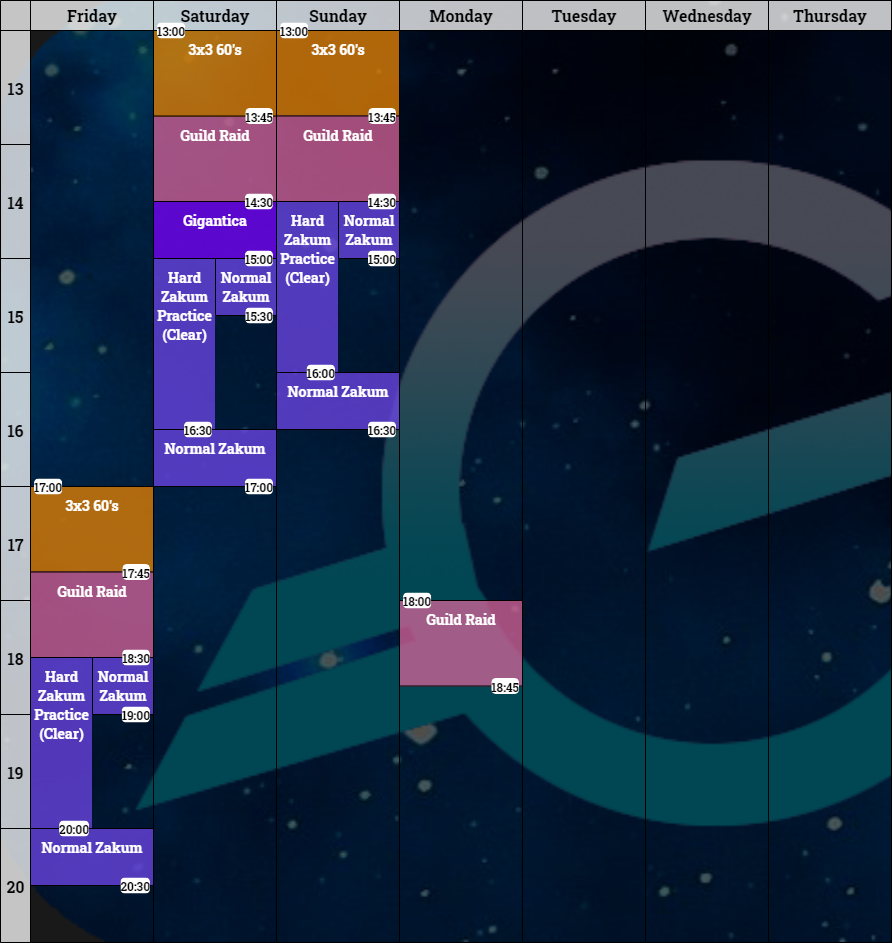 Friday
Saturday
Sunday
Monday
Tuesday
Wednesday
Thursday
13
14
15
16
17
18
19
20
17:00
3x3 60's
17:45
Guild Raid
18:30
Hard
Zakum
Practice
(Clear)
Normal
Zakum
19:00
20:00
Normal Zakum
20:30
13:00
3x3 60's
13:45
Guild Raid
14:30
Gigantica
15:00
Hard
Zakum
Practice
(Clear)
Normal
Zakum
15:30
16:30
Normal Zakum
17:00
13:00
3x3 60's
13:45
Guild Raid
14:30
Hard
Zakum
Practice
(Clear)
Normal
Zakum
15:00
16:00
Normal Zakum
16:30
18:00
Guild Raid
18:45